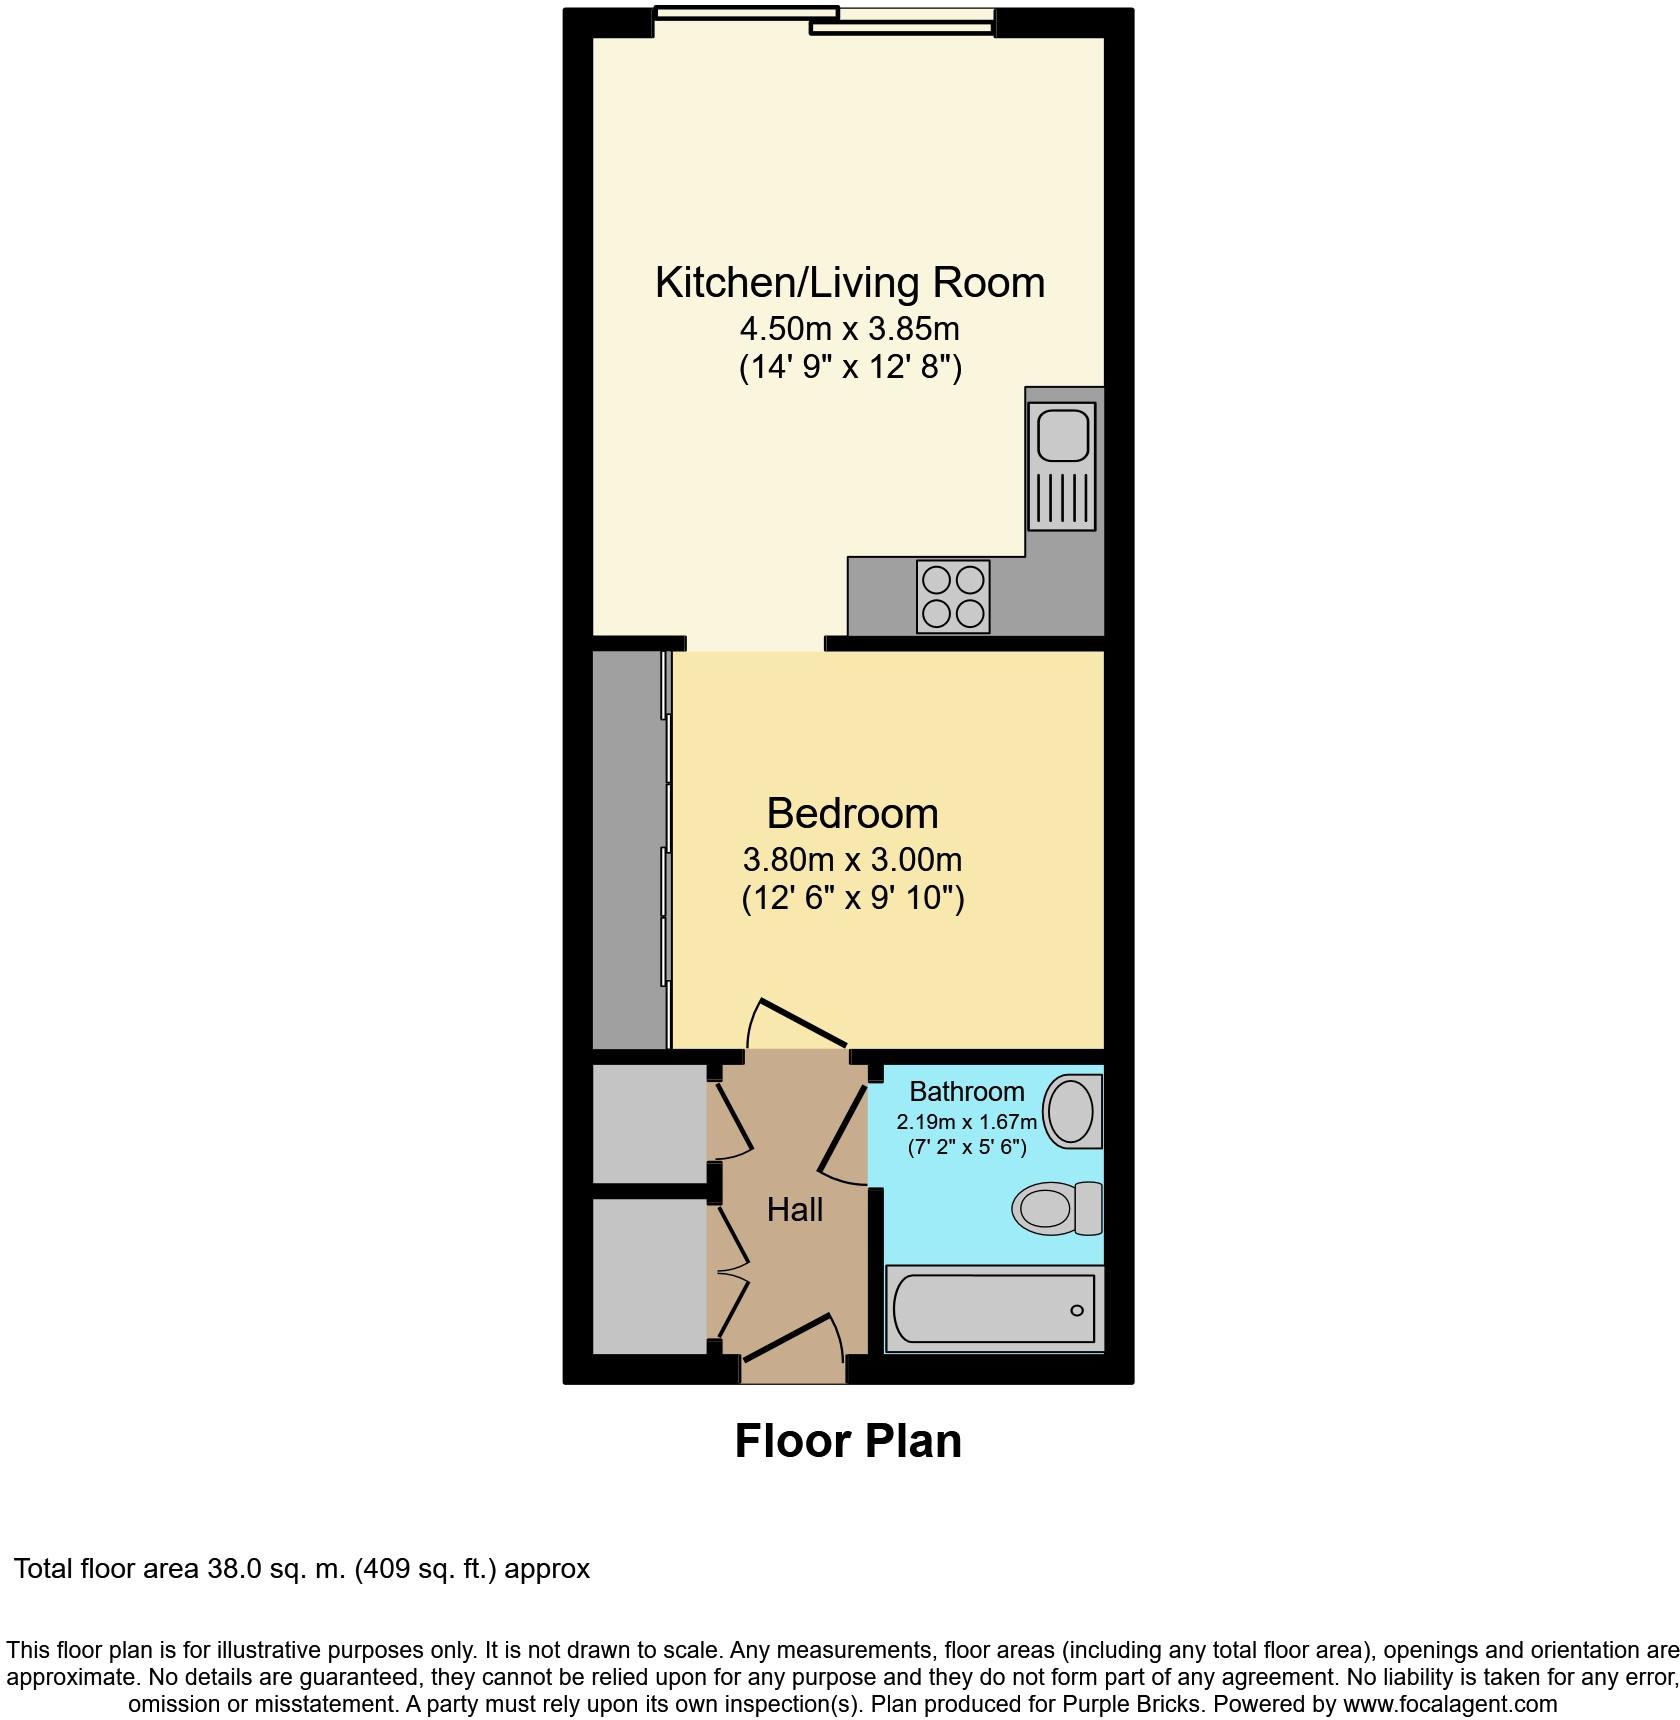 Kitchen/Living Room
4.50m x 3.85m
(14' 9" x 12' 8")
Bedroom
3.80m x 3.00m
(12' 6" x 9' 10")
Bathroom
2.19m x 1.67m
(7' 2" x 5' 6")
Hall
Floor Plan
Total floor area 38.0 sq. m. (409 sq. ft.) approx
This floor plan is for illustrative purposes only. It is not drawn to scale. Any measurements, floor areas (including any total floor area), openings and orientation are
approximate. No details are guaranteed, they cannot be relied upon for any purpose and they do not form part of any agreement. No liability is taken for any error,
omission or misstatement. A party must rely upon its own inspection(s). Plan produced for Purple Bricks. Powered by www.focalagent.com